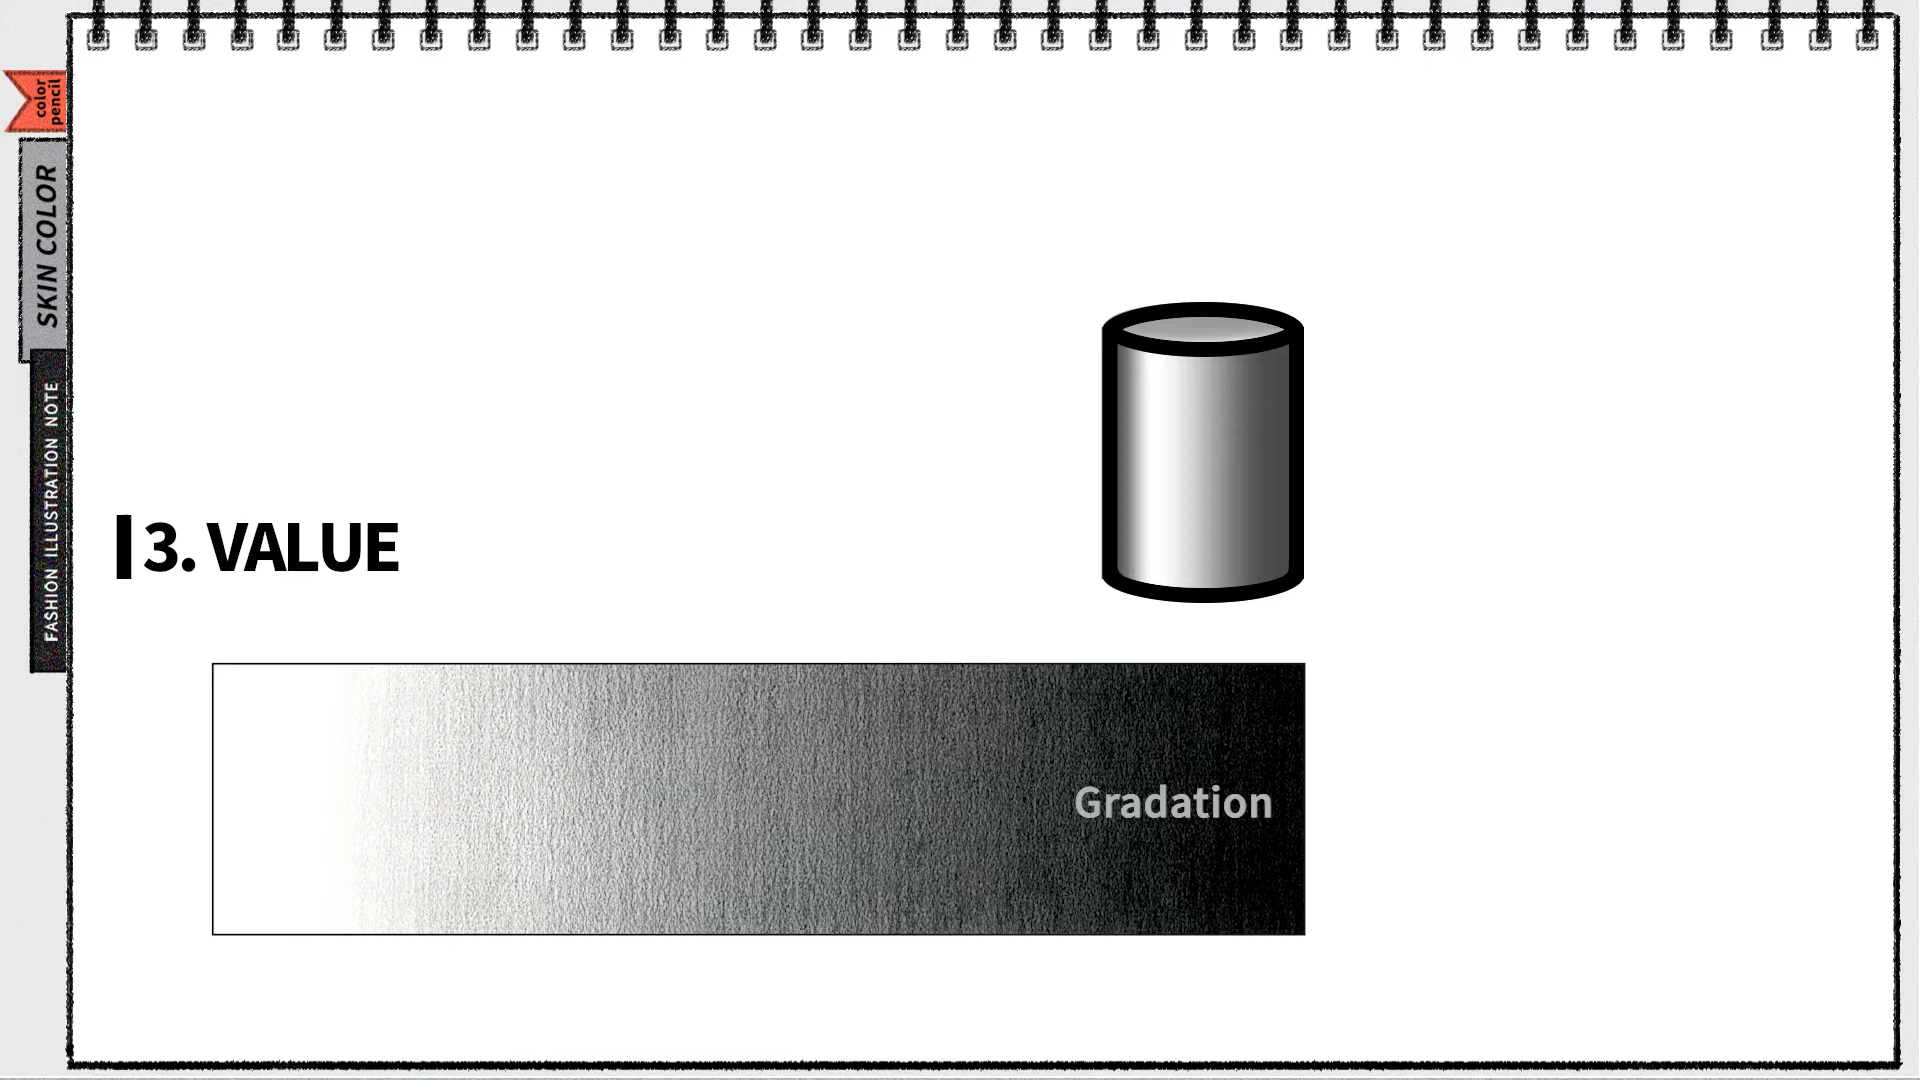 color
pencil
SKIN COLOR
FASHION ILLUSTRATION NOTE
3. VALUE
Gradation